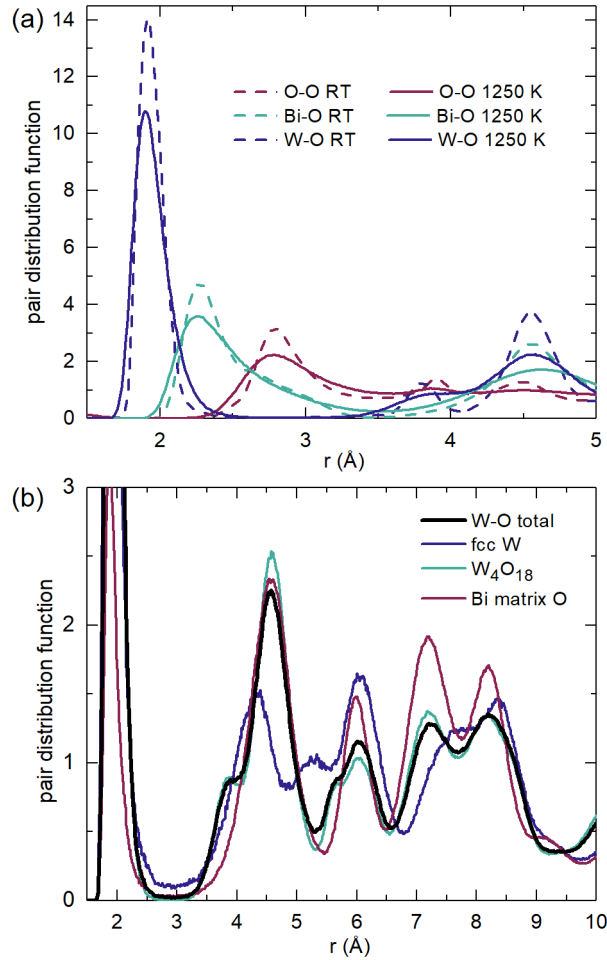 (a)
14
12
10
8
6
4
2
0
pair distribution function
O-O RT
O-O 1250 K
Bi-O RT
Bi-O 1250 K
W-O RT
W-O 1250 K
2
3
4
5
r (Å)
(b)
3
2
1
0
pair distribution function
W-O total
fcc W
W₄O₁₈
Bi matrix O
2
3
4
5
6
7
8
9
10
r (Å)